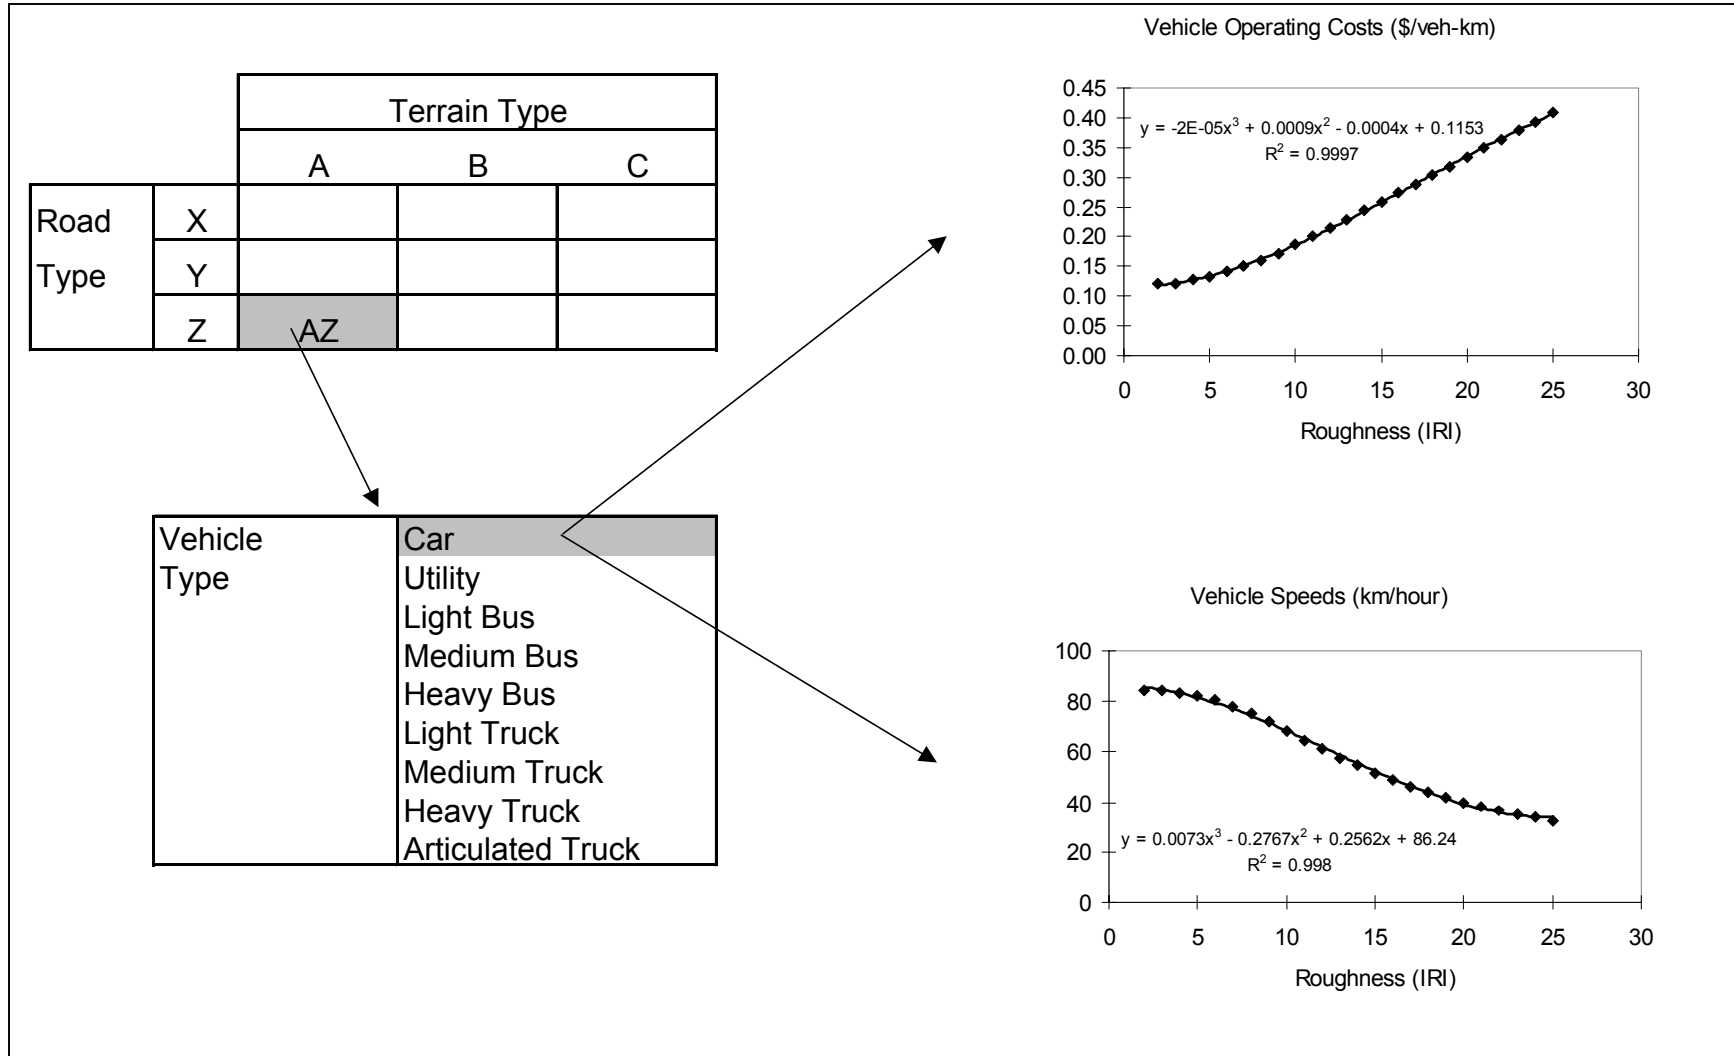 Terrain Type
A B C
Road X
Type Y
Z AZ
Vehicle Car
Type Utility
Light Bus
Medium Bus
Heavy Bus
Light Truck
Medium Truck
Heavy Truck
Articulated Truck
Vehicle Operating Costs ($/veh-km)
0.45
0.40
0.35
0.30
0.25
0.20
0.15
0.10
0.05
0.00
y = -2E-05x³ + 0.0009x² - 0.0004x + 0.1153
R² = 0.9997
0 5 10 15 20 25 30
Roughness (IRI)
Vehicle Speeds (km/hour)
100
80
60
40
20
0
y = 0.0073x³ - 0.2767x² + 0.2562x + 86.24
R² = 0.998
0 5 10 15 20 25 30
Roughness (IRI)